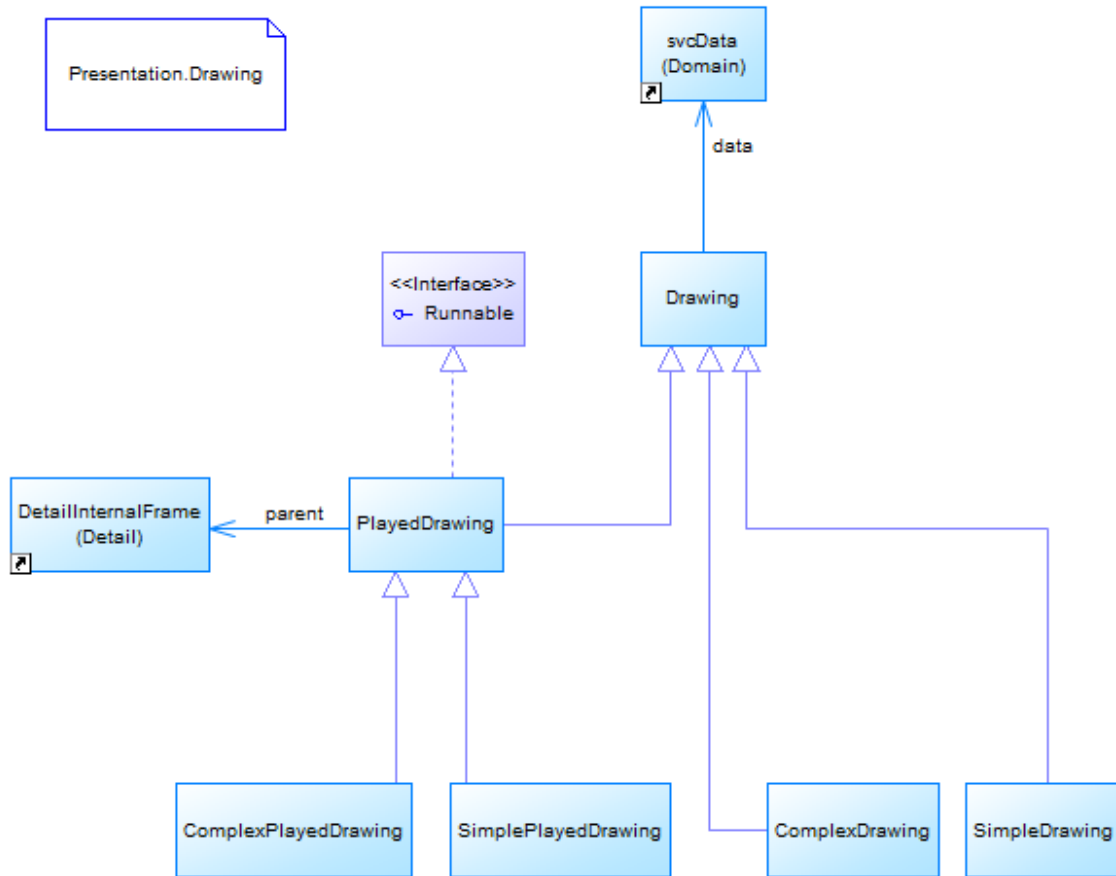 Presentation.Drawing
svcData
(Domain)
data
<<Interface>>
Runnable
Drawing
DetailInternalFrame
(Detail)
parent
PlayedDrawing
ComplexPlayedDrawing
SimplePlayedDrawing
ComplexDrawing
SimpleDrawing